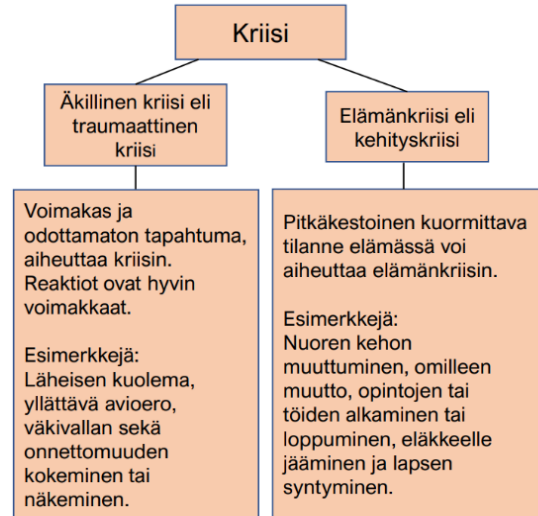 Kriisi
Äkillinen kriisi eli
traumaattinen
kriisi
Elämänkriisi eli
kehityskriisi
Voimakas ja
odottamaton tapahtuma,
aiheuttaa kriisin.
Reaktiot ovat hyvin
voimakkaat.
Esimerkkejä:
Läheisen kuolema,
yllättävä avioero,
väkivallan sekä
onnettomuuden
kokeminen tai
näkeminen.
Pitkäkestoinen kuormittava
tilanne elämässä voi
aiheuttaa elämänkriisin.
Esimerkkejä:
Nuoren kehon
muuttuminen, omilleen
muutto, opintojen tai
töiden alkaminen tai
loppuminen, eläkkeelle
jääminen ja lapsen
syntyminen.